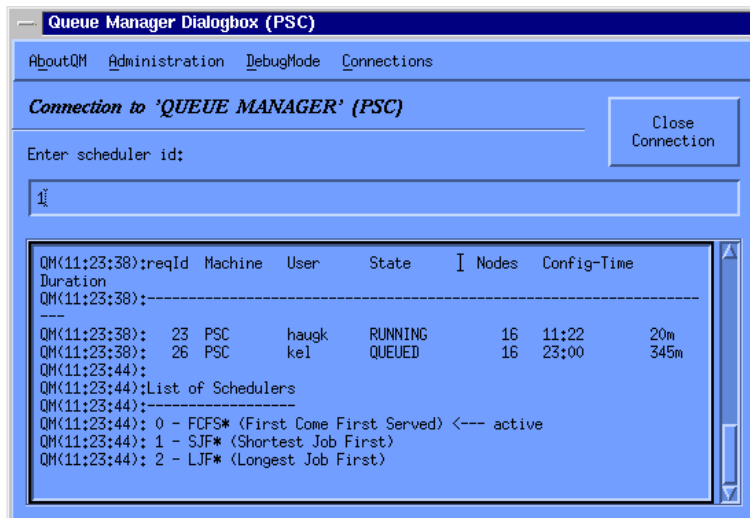 Queue Manager Dialogbox (PSC)
AboutQM Administration DebugMode Connections
Connection to 'QUEUE MANAGER' (PSC)
Close
Connection
Enter scheduler id:
1
QM(11:23:38):reqId Machine User State Nodes Config-Time
Duration
QM(11:23:38):-------------------------------------------------------------------
---
QM(11:23:38): 23 PSC haugk RUNNING 16 11:22 20m
QM(11:23:38): 26 PSC kel QUEUED 16 23:00 345m
QM(11:23:44):
QM(11:23:44):List of Schedulers
QM(11:23:44):------------------
QM(11:23:44): 0 - FCFS* (First Come First Served) <--- active
QM(11:23:44): 1 - SJF* (Shortest Job First)
QM(11:23:44): 2 - LJF* (Longest Job First)